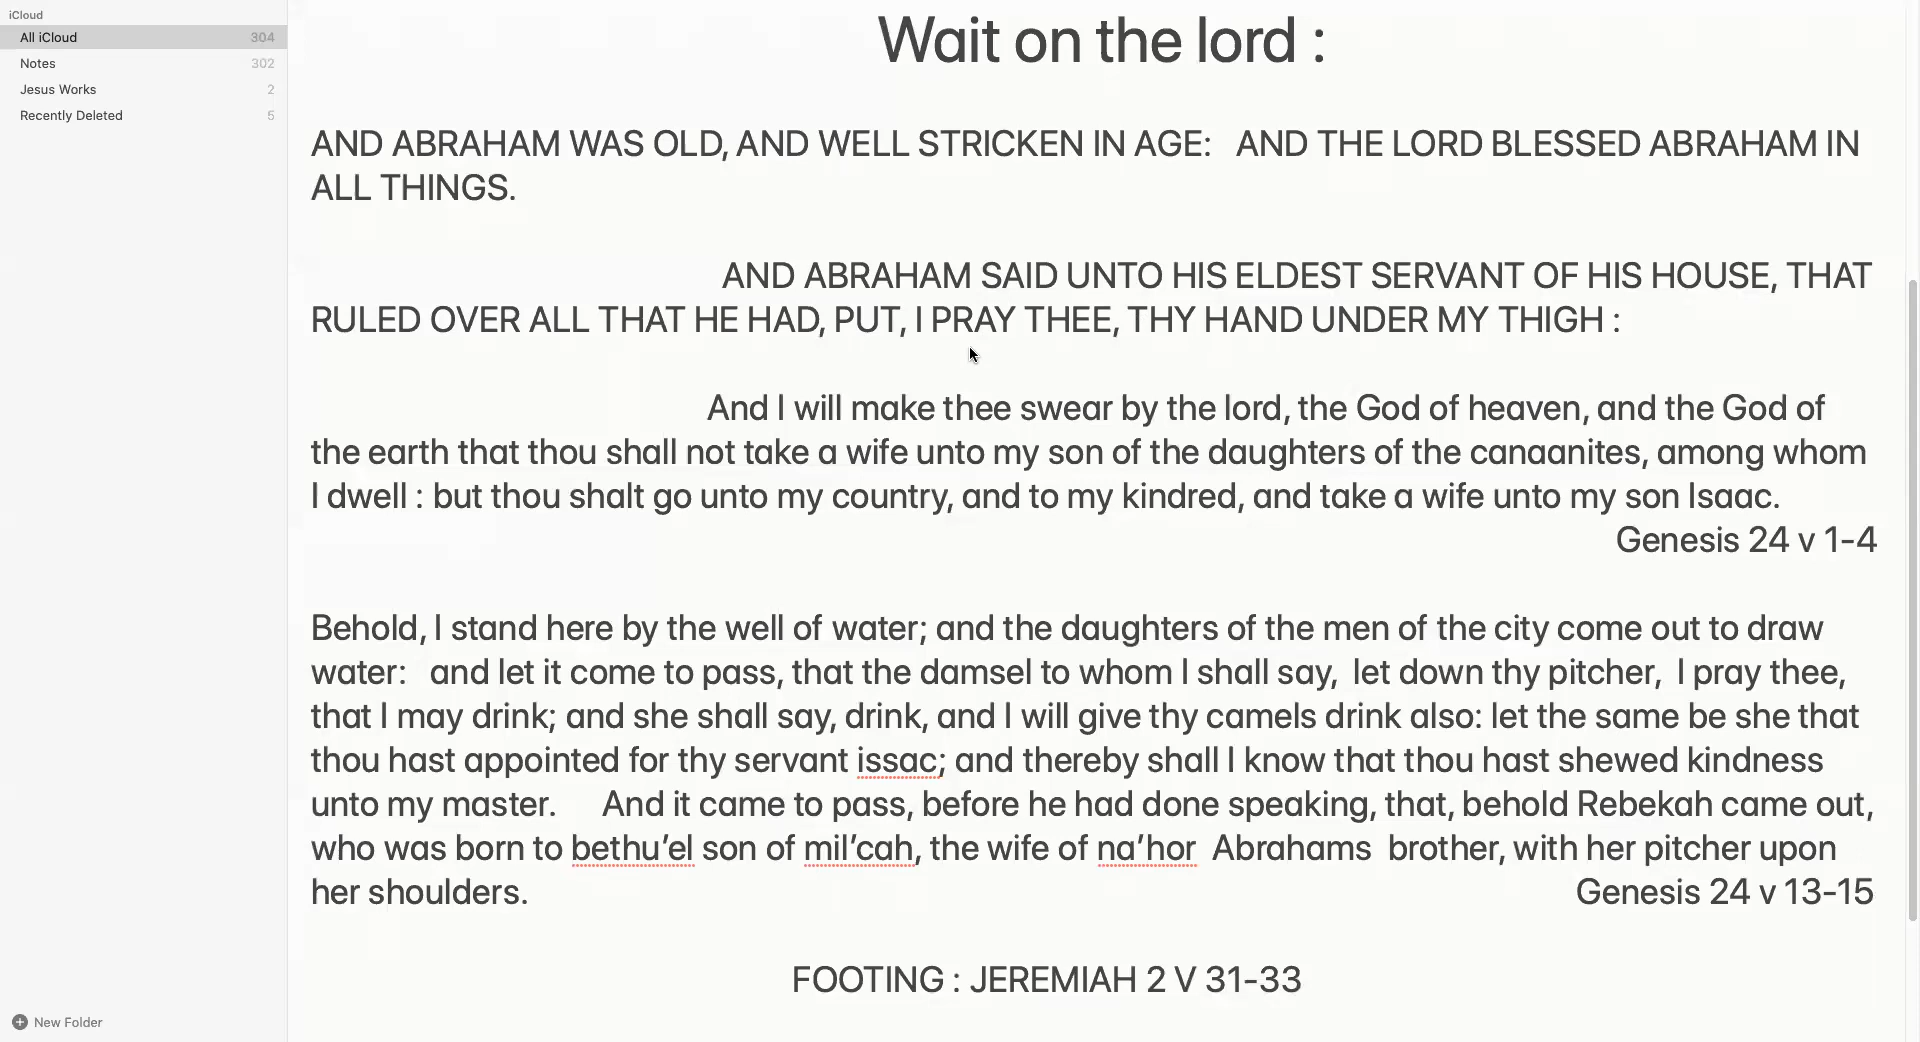 iCloud
All iCloud 304
Notes 302
Jesus Works 2
Recently Deleted 5
New Folder
Wait on the lord :
AND ABRAHAM WAS OLD, AND WELL STRICKEN IN AGE:   AND THE LORD BLESSED ABRAHAM IN
ALL THINGS.
AND ABRAHAM SAID UNTO HIS ELDEST SERVANT OF HIS HOUSE, THAT
RULED OVER ALL THAT HE HAD, PUT, I PRAY THEE, THY HAND UNDER MY THIGH :
And I will make thee swear by the lord, the God of heaven, and the God of
the earth that thou shall not take a wife unto my son of the daughters of the canaanites, among whom
I dwell : but thou shalt go unto my country, and to my kindred, and take a wife unto my son Isaac.
Genesis 24 v 1-4
Behold, I stand here by the well of water; and the daughters of the men of the city come out to draw
water:   and let it come to pass, that the damsel to whom I shall say,  let down thy pitcher,  I pray thee,
that I may drink; and she shall say, drink, and I will give thy camels drink also: let the same be she that
thou hast appointed for thy servant issac; and thereby shall I know that thou hast shewed kindness
unto my master.     And it came to pass, before he had done speaking, that, behold Rebekah came out,
who was born to bethu’el son of mil’cah, the wife of na’hor  Abrahams  brother, with her pitcher upon
her shoulders. Genesis 24 v 13-15
FOOTING : JEREMIAH 2 V 31-33